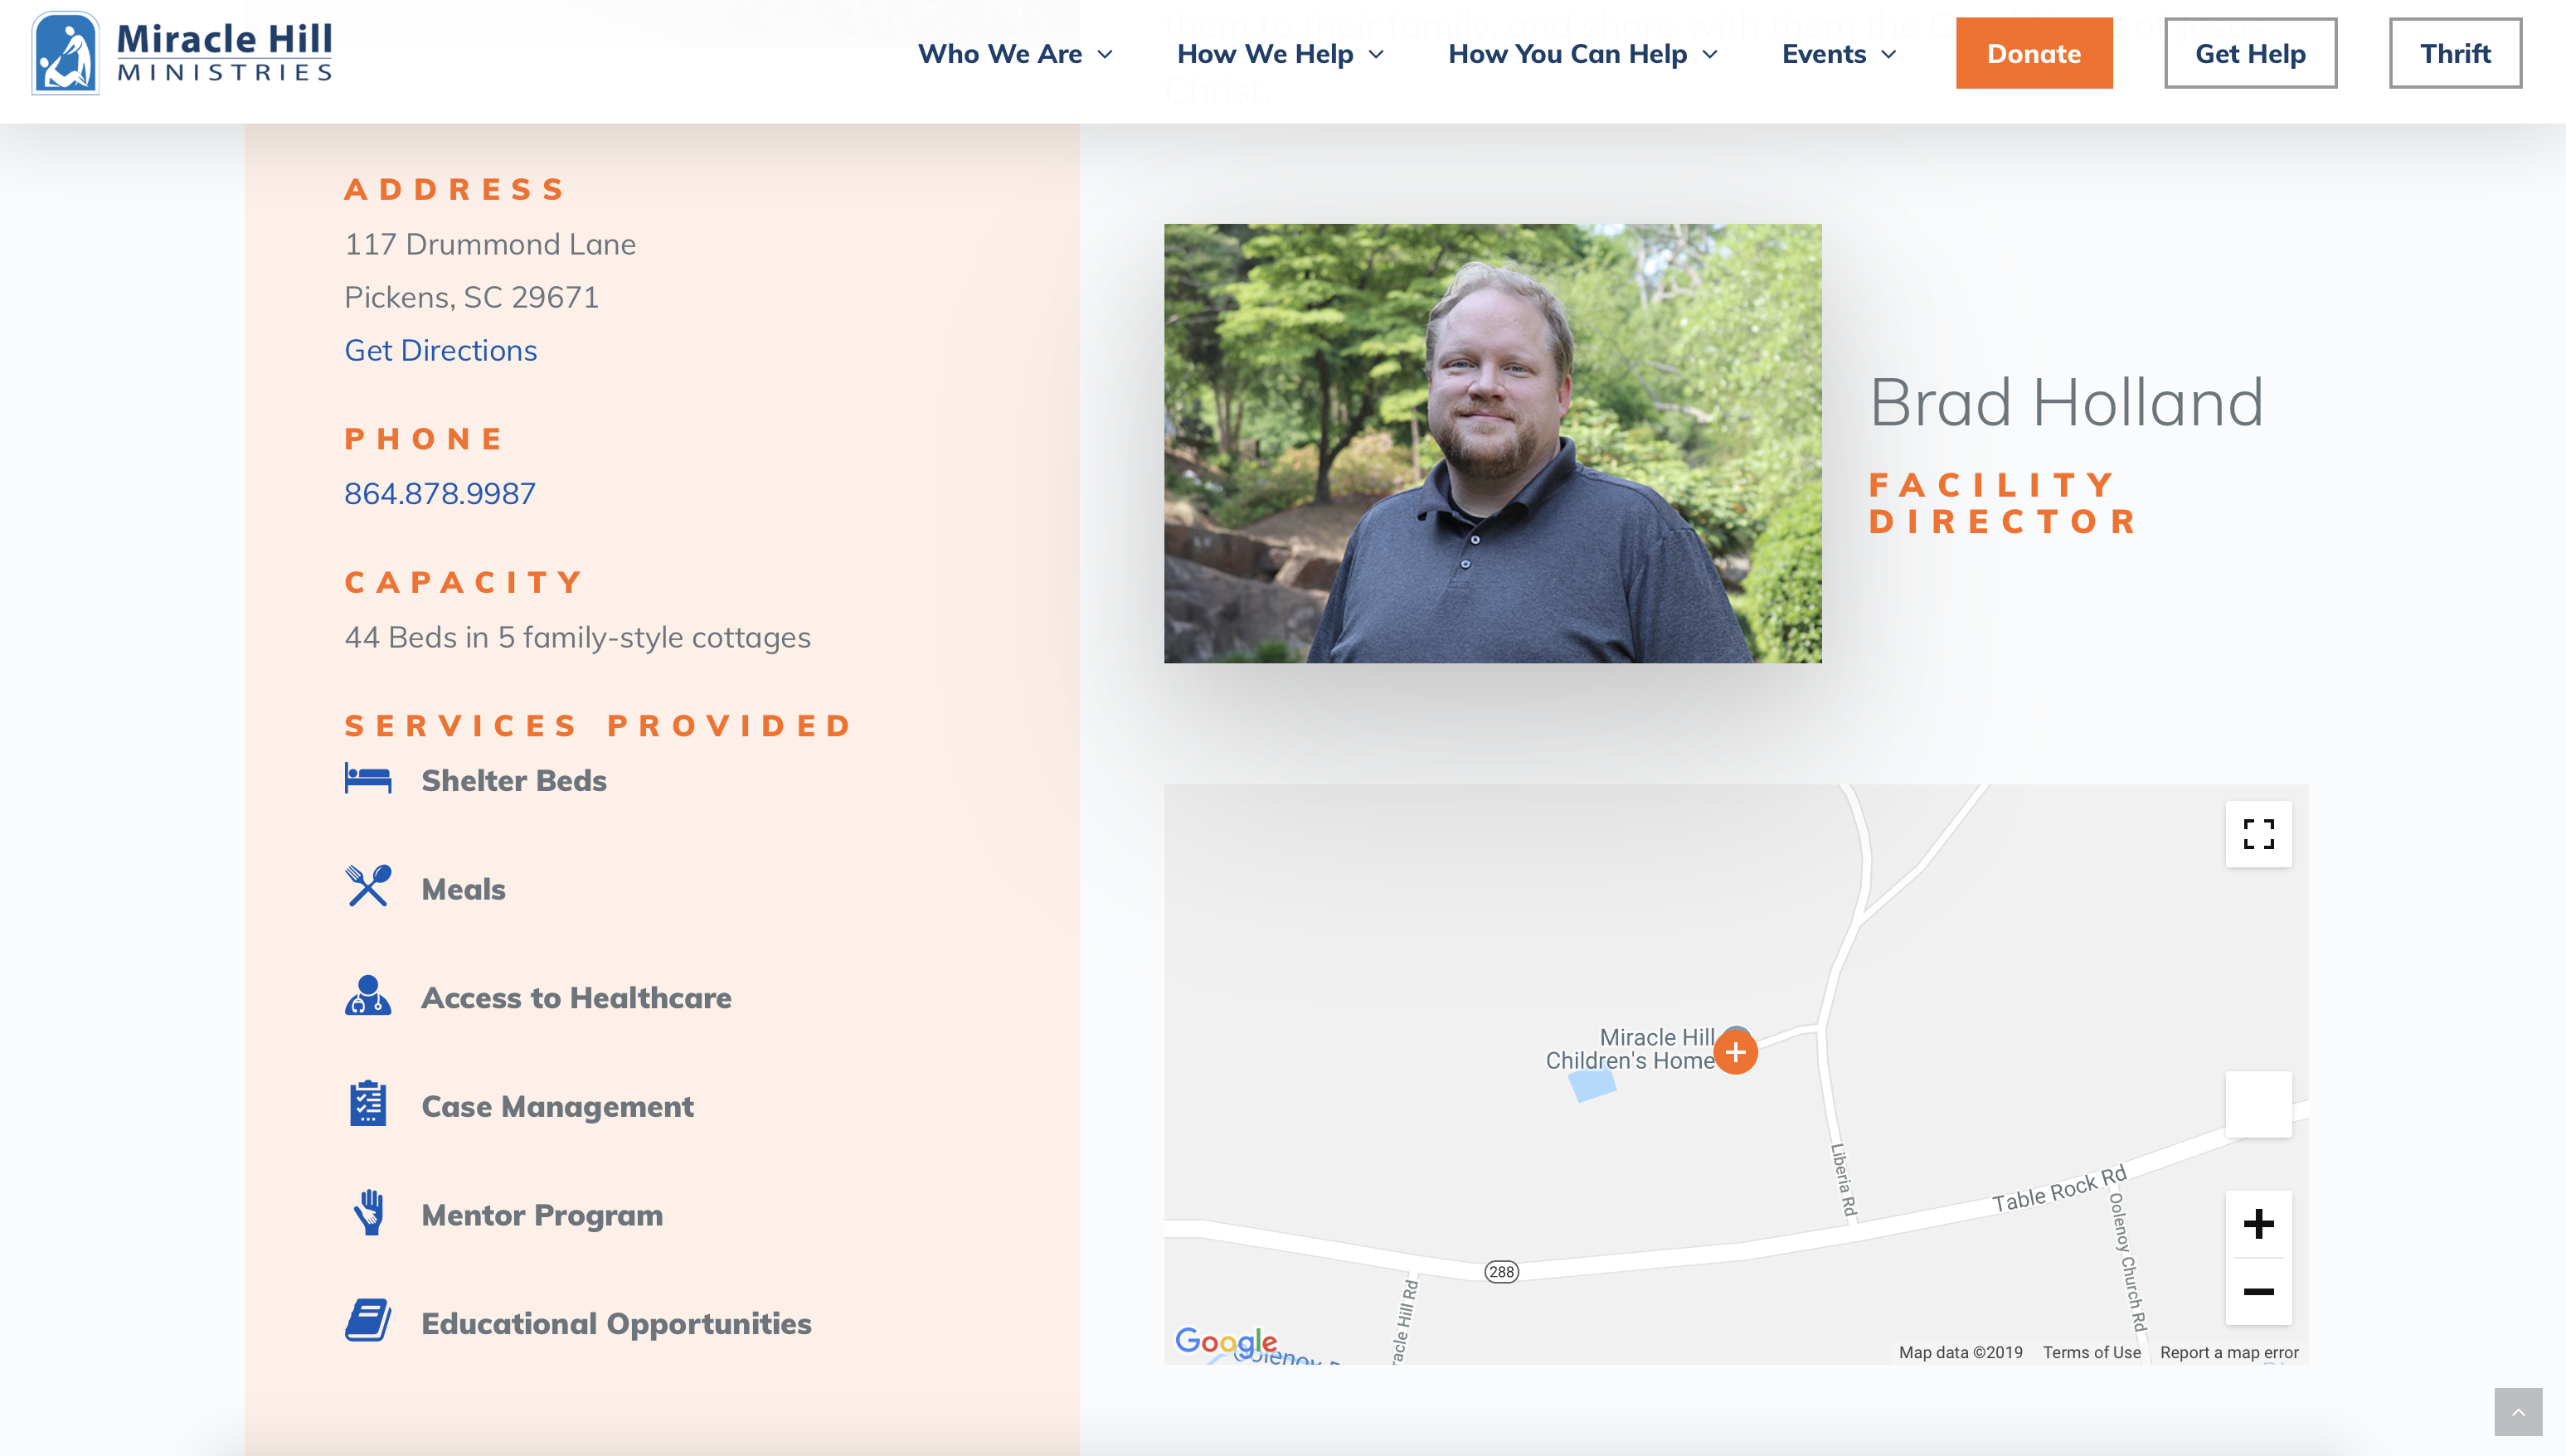 Miracle Hill
MINISTRIES
Who We Are
How We Help
How You Can Help
Events
Donate
Get Help
Thrift
them to their family, and share with them the
Christ.
ADDRESS
117 Drummond Lane
Pickens, SC 29671
Get Directions
PHONE
864.878.9987
CAPACITY
44 Beds in 5 family-style cottages
SERVICES PROVIDED
Shelter Beds
Meals
Access to Healthcare
Case Management
Mentor Program
Educational Opportunities
Brad Holland
FACILITY
DIRECTOR
Miracle Hill
Children's Home
Liberia Rd
Table Rock Rd
Oolenoy Church Rd
288
racle Hill Rd
Google
Map data ©2019
Terms of Use
Report a map error